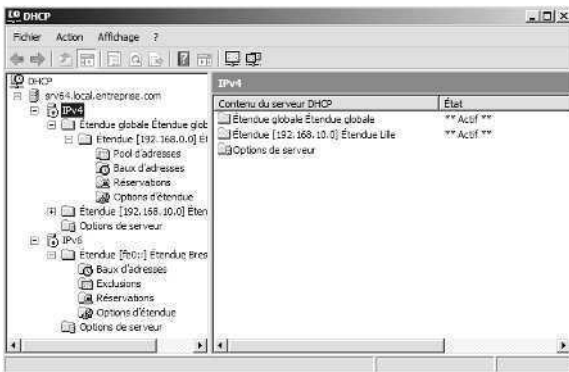 DHCP
Fichier Action Affichage ?
DHCP
srv64.local.entreprise.com
IPv4
Étendue globale Étendue glob
Étendue [192.168.0.0] Ét
Pool d'adresses
Baux d'adresses
Réservations
Options d'étendue
Étendue [192.168.10.0] Éten
Options de serveur
IPv6
Étendue [fe0::] Étendue Bres
Baux d'adresses
Exclusions
Réservations
Options d'étendue
Options de serveur
IPv4
Contenu du serveur DHCP État
Étendue globale Étendue globale ** Actif **
Étendue [192.168.10.0] Étendue Lille ** Actif **
Options de serveur